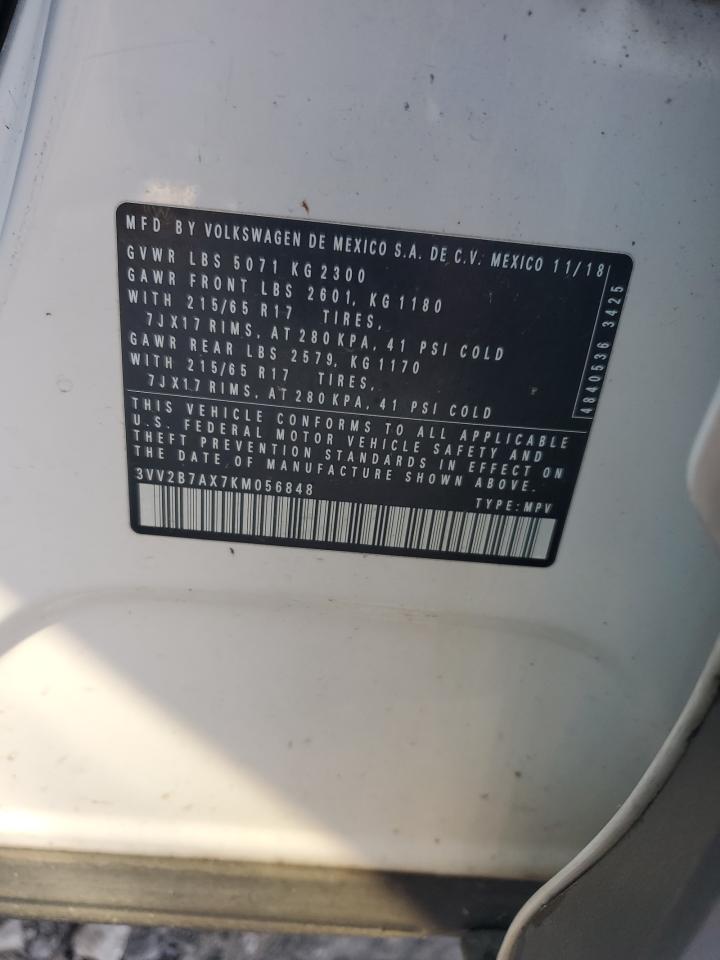 MFD BY VOLKSWAGEN DE MEXICO S.A. DE C.V. MEXICO 11/18
GVWR LBS 5071 KG 2300
GAWR FRONT LBS 2601, KG 1180
WITH 215/65 R17 TIRES,
7JX17 RIMS, AT 280 KPA, 41 PSI COLD
GAWR REAR LBS 2579, KG 1170
WITH 215/65 R17 TIRES,
7JX17 RIMS, AT 280 KPA, 41 PSI COLD
4840536 3425
THIS VEHICLE CONFORMS TO ALL APPLICABLE
U.S. FEDERAL MOTOR VEHICLE SAFETY AND
THEFT PREVENTION STANDARDS IN EFFECT ON
THE DATE OF MANUFACTURE SHOWN ABOVE.
3VV2B7AX7KM056848
TYPE: MPV